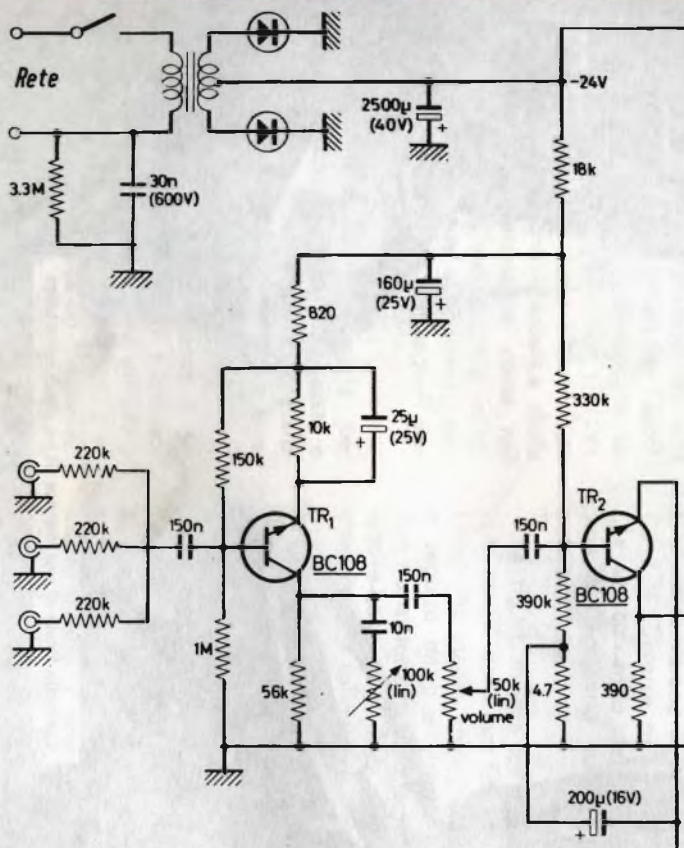 Rete
3.3M
30n
(600V)
2500µ
(40V)
+
-24V
18k
160µ
(25V)
+
820
10k
25µ
(25V)
+
150k
330k
220k
220k
220k
150n
TR1
BC108
150n
TR2
BC108
150n
10n
1M
56k
100k
(lin)
50k
(lin)
volume
390k
4.7
390
200µ(16V)
+